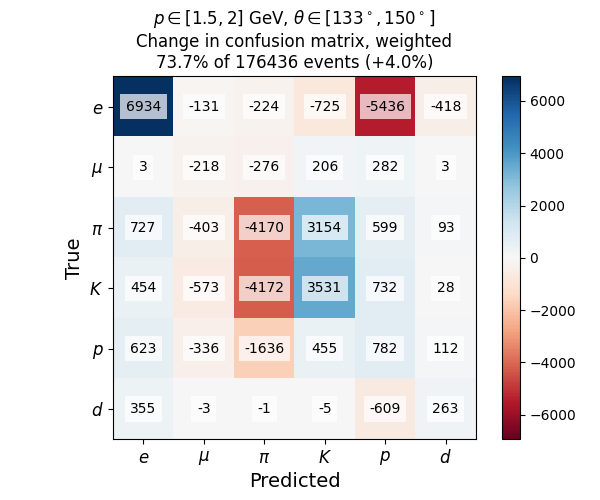 p ∈ [1.5, 2] GeV, θ ∈ [133°, 150°]
Change in confusion matrix, weighted
73.7% of 176436 events (+4.0%)
e 6934 -131 -224 -725 -5436 -418
μ 3 -218 -276 206 282 3
π 727 -403 -4170 3154 599 93
K 454 -573 -4172 3531 732 28
p 623 -336 -1636 455 782 112
d 355 -3 -1 -5 -609 263
e μ π K p d
Predicted
True
6000
4000
2000
0
−2000
−4000
−6000